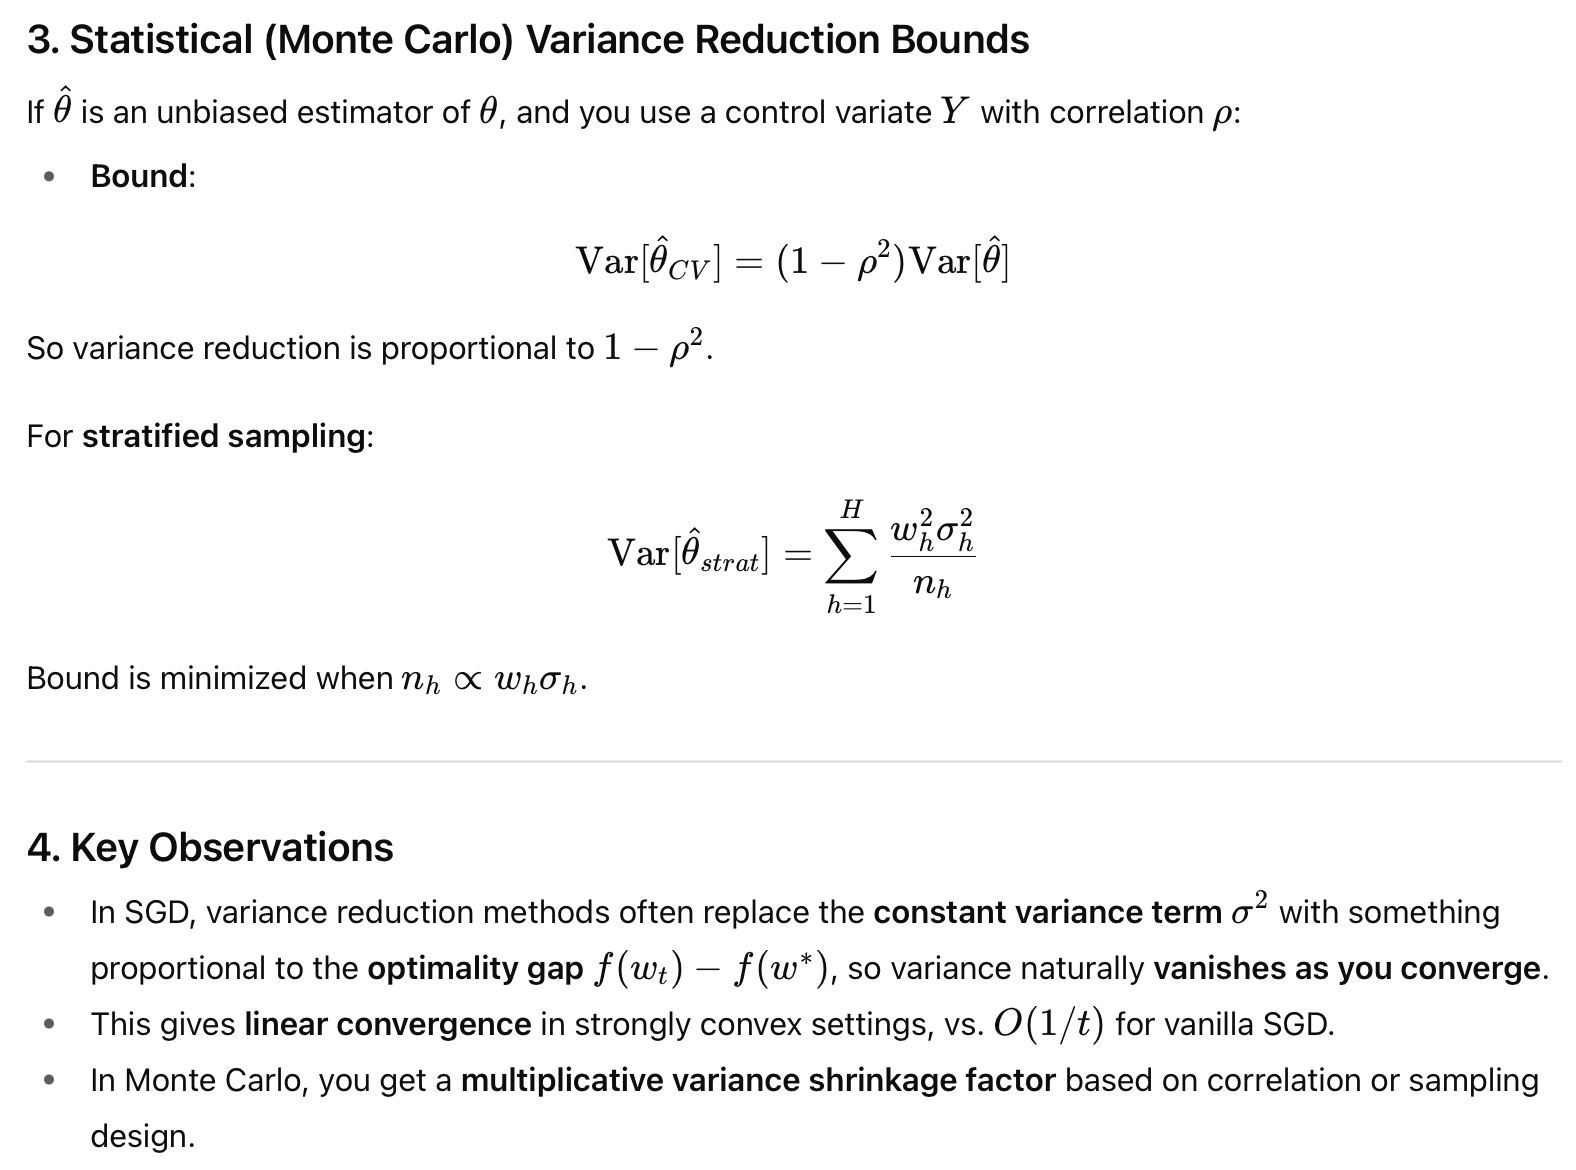 3. Statistical (Monte Carlo) Variance Reduction Bounds
If $\hat{\theta}$ is an unbiased estimator of $\theta$, and you use a control variate $Y$ with correlation $\rho$:
• Bound:
$\mathrm{Var}[\hat{\theta}_{CV}] = (1 - \rho^2)\mathrm{Var}[\hat{\theta}]$
So variance reduction is proportional to $1 - \rho^2$.
For stratified sampling:
$\mathrm{Var}[\hat{\theta}_{strat}] = \sum_{h=1}^{H} \frac{w_h^2 \sigma_h^2}{n_h}$
Bound is minimized when $n_h \propto w_h \sigma_h$.
4. Key Observations
• In SGD, variance reduction methods often replace the constant variance term $\sigma^2$ with something
proportional to the optimality gap $f(w_t) - f(w^*)$, so variance naturally vanishes as you converge.
• This gives linear convergence in strongly convex settings, vs. $O(1/t)$ for vanilla SGD.
• In Monte Carlo, you get a multiplicative variance shrinkage factor based on correlation or sampling
design.